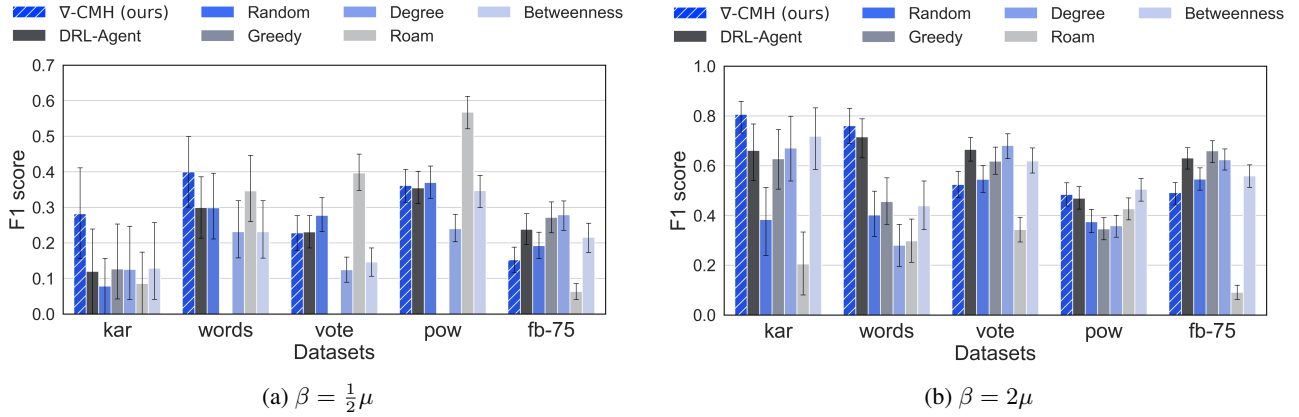 ∇-CMH (ours) Random Degree Betweenness
DRL-Agent Greedy Roam
0.7
0.6
0.5
0.4
0.3
0.2
0.1
0.0
F1 score
kar words vote pow fb-75
Datasets
(a) β = 1/2 μ
∇-CMH (ours) Random Degree Betweenness
DRL-Agent Greedy Roam
1.0
0.8
0.6
0.4
0.2
0.0
F1 score
kar words vote pow fb-75
Datasets
(b) β = 2μ